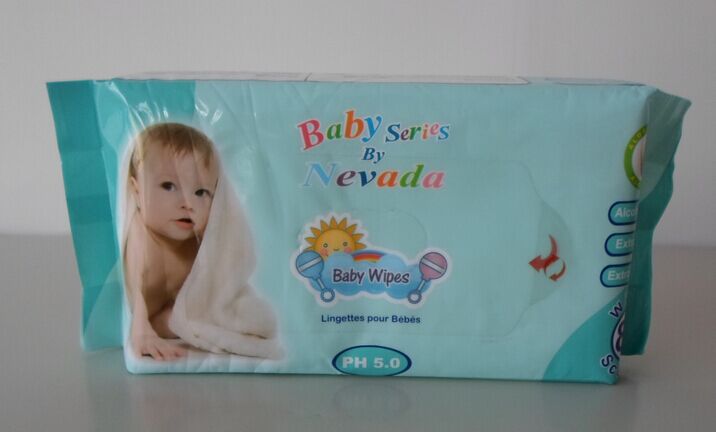 Baby Series
By
Nevada
Baby Wipes
Lingettes pour Bébés
PH 5.0